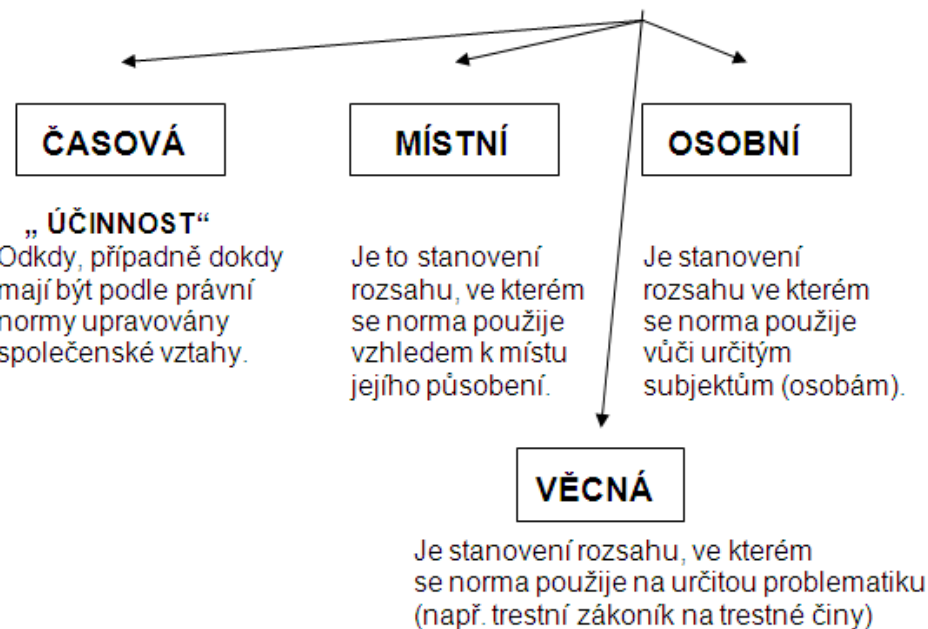 ČASOVÁ
„ ÚČINNOST“
Odkdy, případně dokdy
mají být podle právní
normy upravovány
společenské vztahy.
MÍSTNÍ
Je to stanovení
rozsahu, ve kterém
se norma použije
vzhledem k místu
jejího působení.
OSOBNÍ
Je stanovení
rozsahu ve kterém
se norma použije
vůči určitým
subjektům (osobám).
VĚCNÁ
Je stanovení rozsahu, ve kterém
se norma použije na určitou problematiku
(např. trestní zákoník na trestné činy)